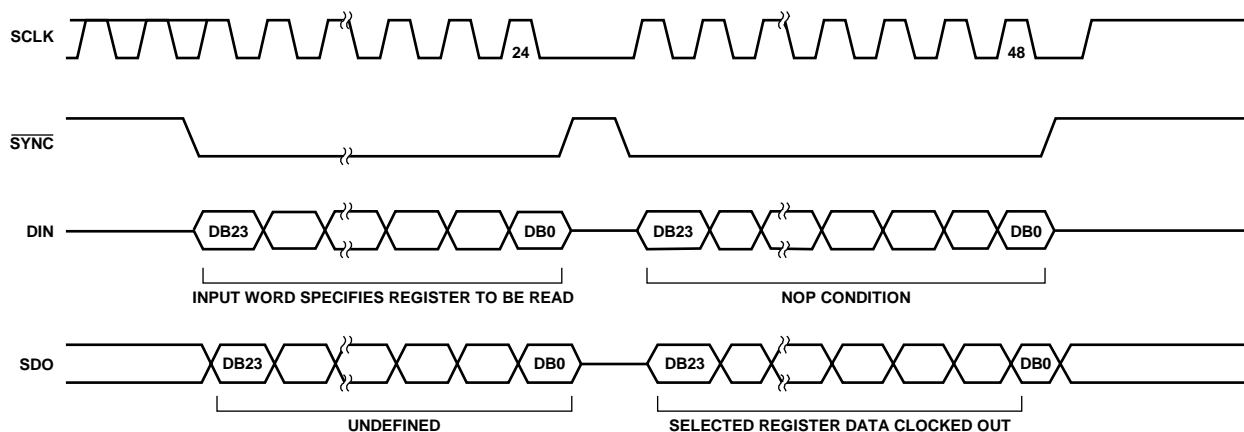 SCLK
24
48
SYNC
DIN
DB23
DB0
DB23
DB0
INPUT WORD SPECIFIES REGISTER TO BE READ
NOP CONDITION
SDO
DB23
DB0
DB23
DB0
UNDEFINED
SELECTED REGISTER DATA CLOCKED OUT